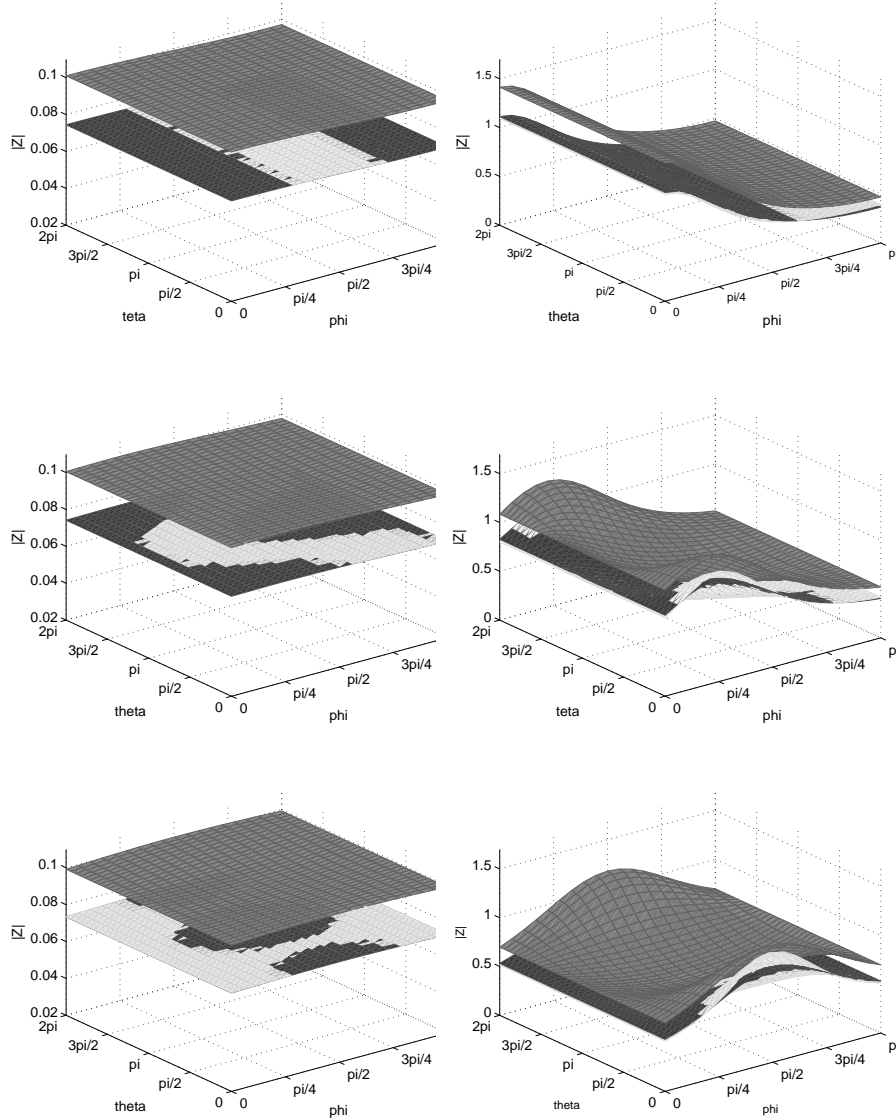 0.1
0.08
0.06
0.04
0.02
|Z|
2pi
3pi/2
pi
pi/2
0
teta
0
pi/4
pi/2
3pi/4
phi
1.5
1
0.5
0
|Z|
2pi
3pi/2
pi
pi/2
0
theta
0
pi/4
pi/2
3pi/4
pi
phi
0.1
0.08
0.06
0.04
0.02
|Z|
2pi
3pi/2
pi
pi/2
0
theta
0
pi/4
pi/2
3pi/4
phi
1.5
1
0.5
0
|Z|
2pi
3pi/2
pi
pi/2
0
teta
0
pi/4
pi/2
3pi/4
p
phi
0.1
0.08
0.06
0.04
0.02
|Z|
2pi
3pi/2
pi
pi/2
0
theta
0
pi/4
pi/2
3pi/4
phi
1.5
1
0.5
0
|Z|
2pi
3pi/2
pi
pi/2
0
theta
0
pi/4
pi/2
3pi/4
p
phi